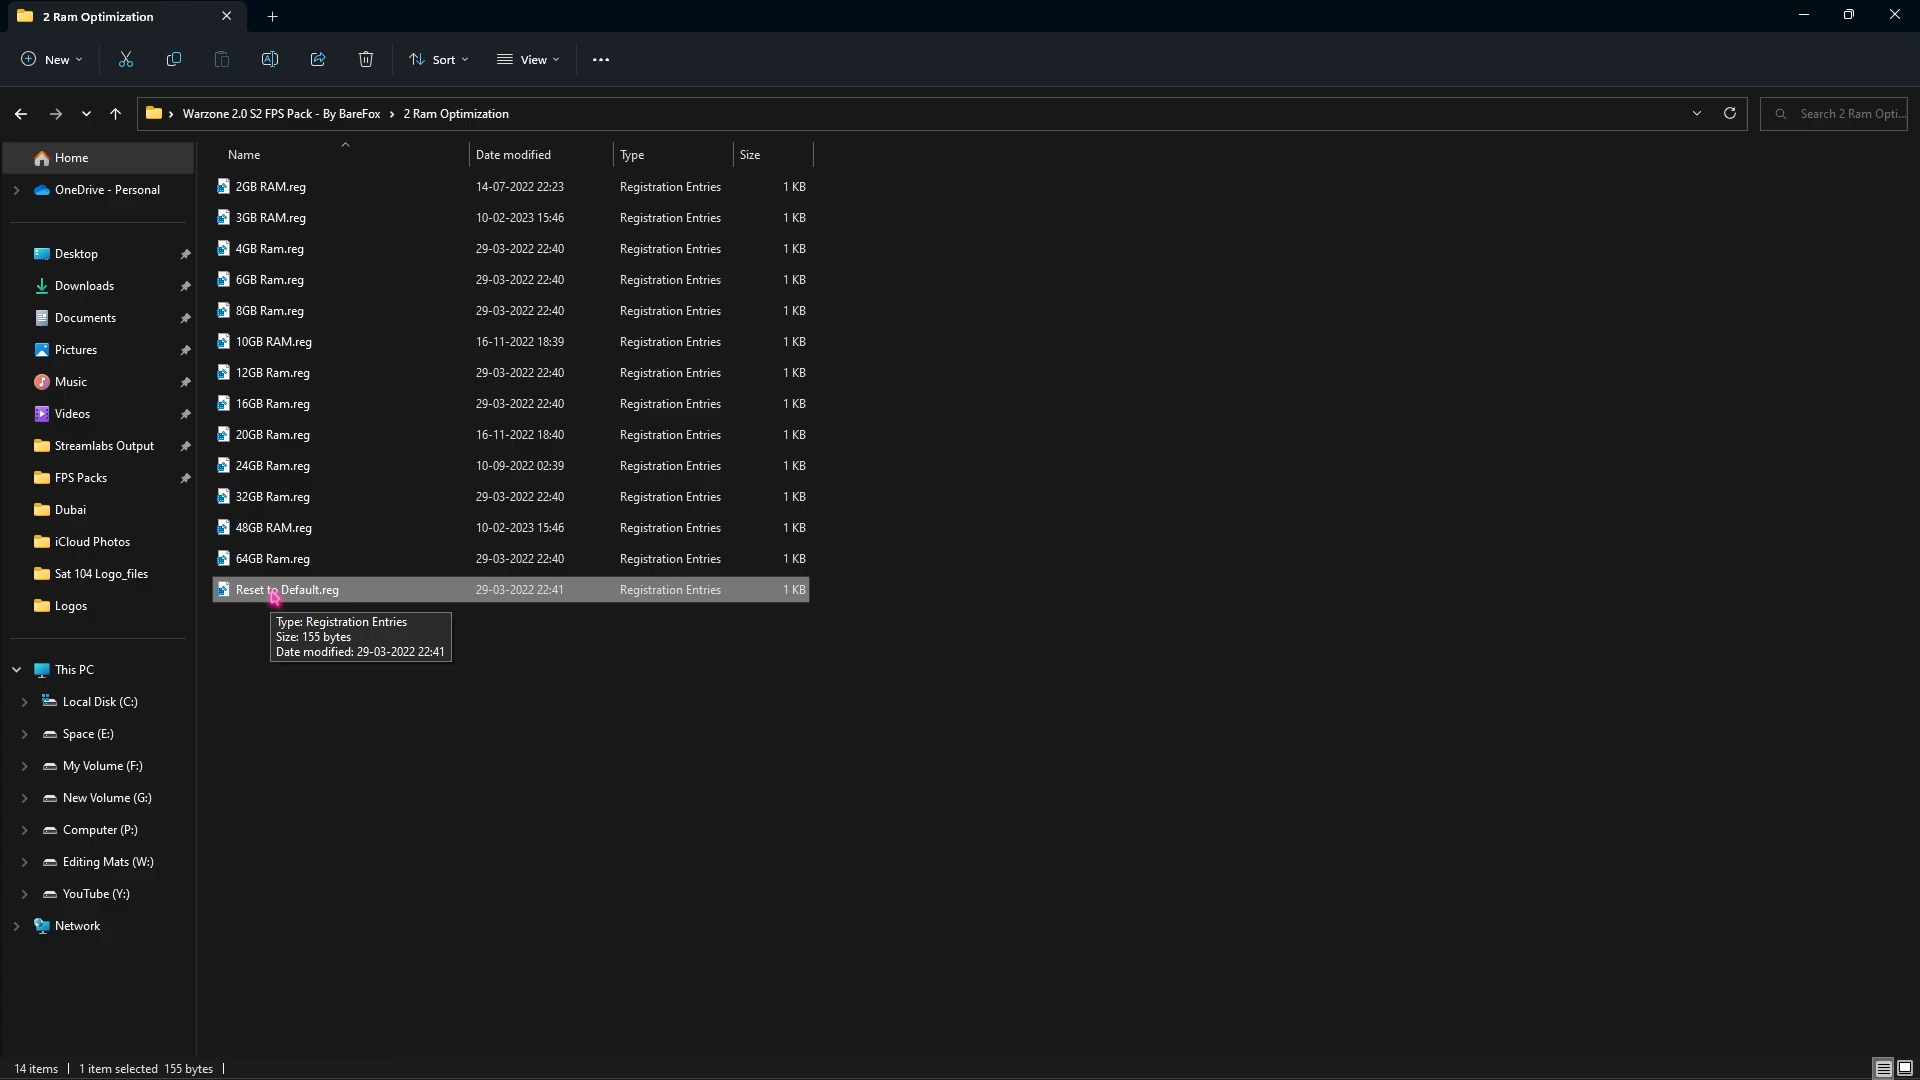 2 Ram Optimization
New
Sort
View
Warzone 2.0 S2 FPS Pack - By BareFox > 2 Ram Optimization
Search 2 Ram Opti...
Name Date modified Type Size
Home
OneDrive - Personal
Desktop
Downloads
Documents
Pictures
Music
Videos
Streamlabs Output
FPS Packs
Dubai
iCloud Photos
Sat 104 Logo_files
Logos
This PC
Local Disk (C:)
Space (E:)
My Volume (F:)
New Volume (G:)
Computer (P:)
Editing Mats (W:)
YouTube (Y:)
Network
2GB RAM.reg 14-07-2022 22:23 Registration Entries 1 KB
3GB RAM.reg 10-02-2023 15:46 Registration Entries 1 KB
4GB Ram.reg 29-03-2022 22:40 Registration Entries 1 KB
6GB Ram.reg 29-03-2022 22:40 Registration Entries 1 KB
8GB Ram.reg 29-03-2022 22:40 Registration Entries 1 KB
10GB RAM.reg 16-11-2022 18:39 Registration Entries 1 KB
12GB Ram.reg 29-03-2022 22:40 Registration Entries 1 KB
16GB Ram.reg 29-03-2022 22:40 Registration Entries 1 KB
20GB Ram.reg 16-11-2022 18:40 Registration Entries 1 KB
24GB Ram.reg 10-09-2022 02:39 Registration Entries 1 KB
32GB Ram.reg 29-03-2022 22:40 Registration Entries 1 KB
48GB RAM.reg 10-02-2023 15:46 Registration Entries 1 KB
64GB Ram.reg 29-03-2022 22:40 Registration Entries 1 KB
Reset to Default.reg 29-03-2022 22:41 Registration Entries 1 KB
Type: Registration Entries
Size: 155 bytes
Date modified: 29-03-2022 22:41
14 items 1 item selected 155 bytes